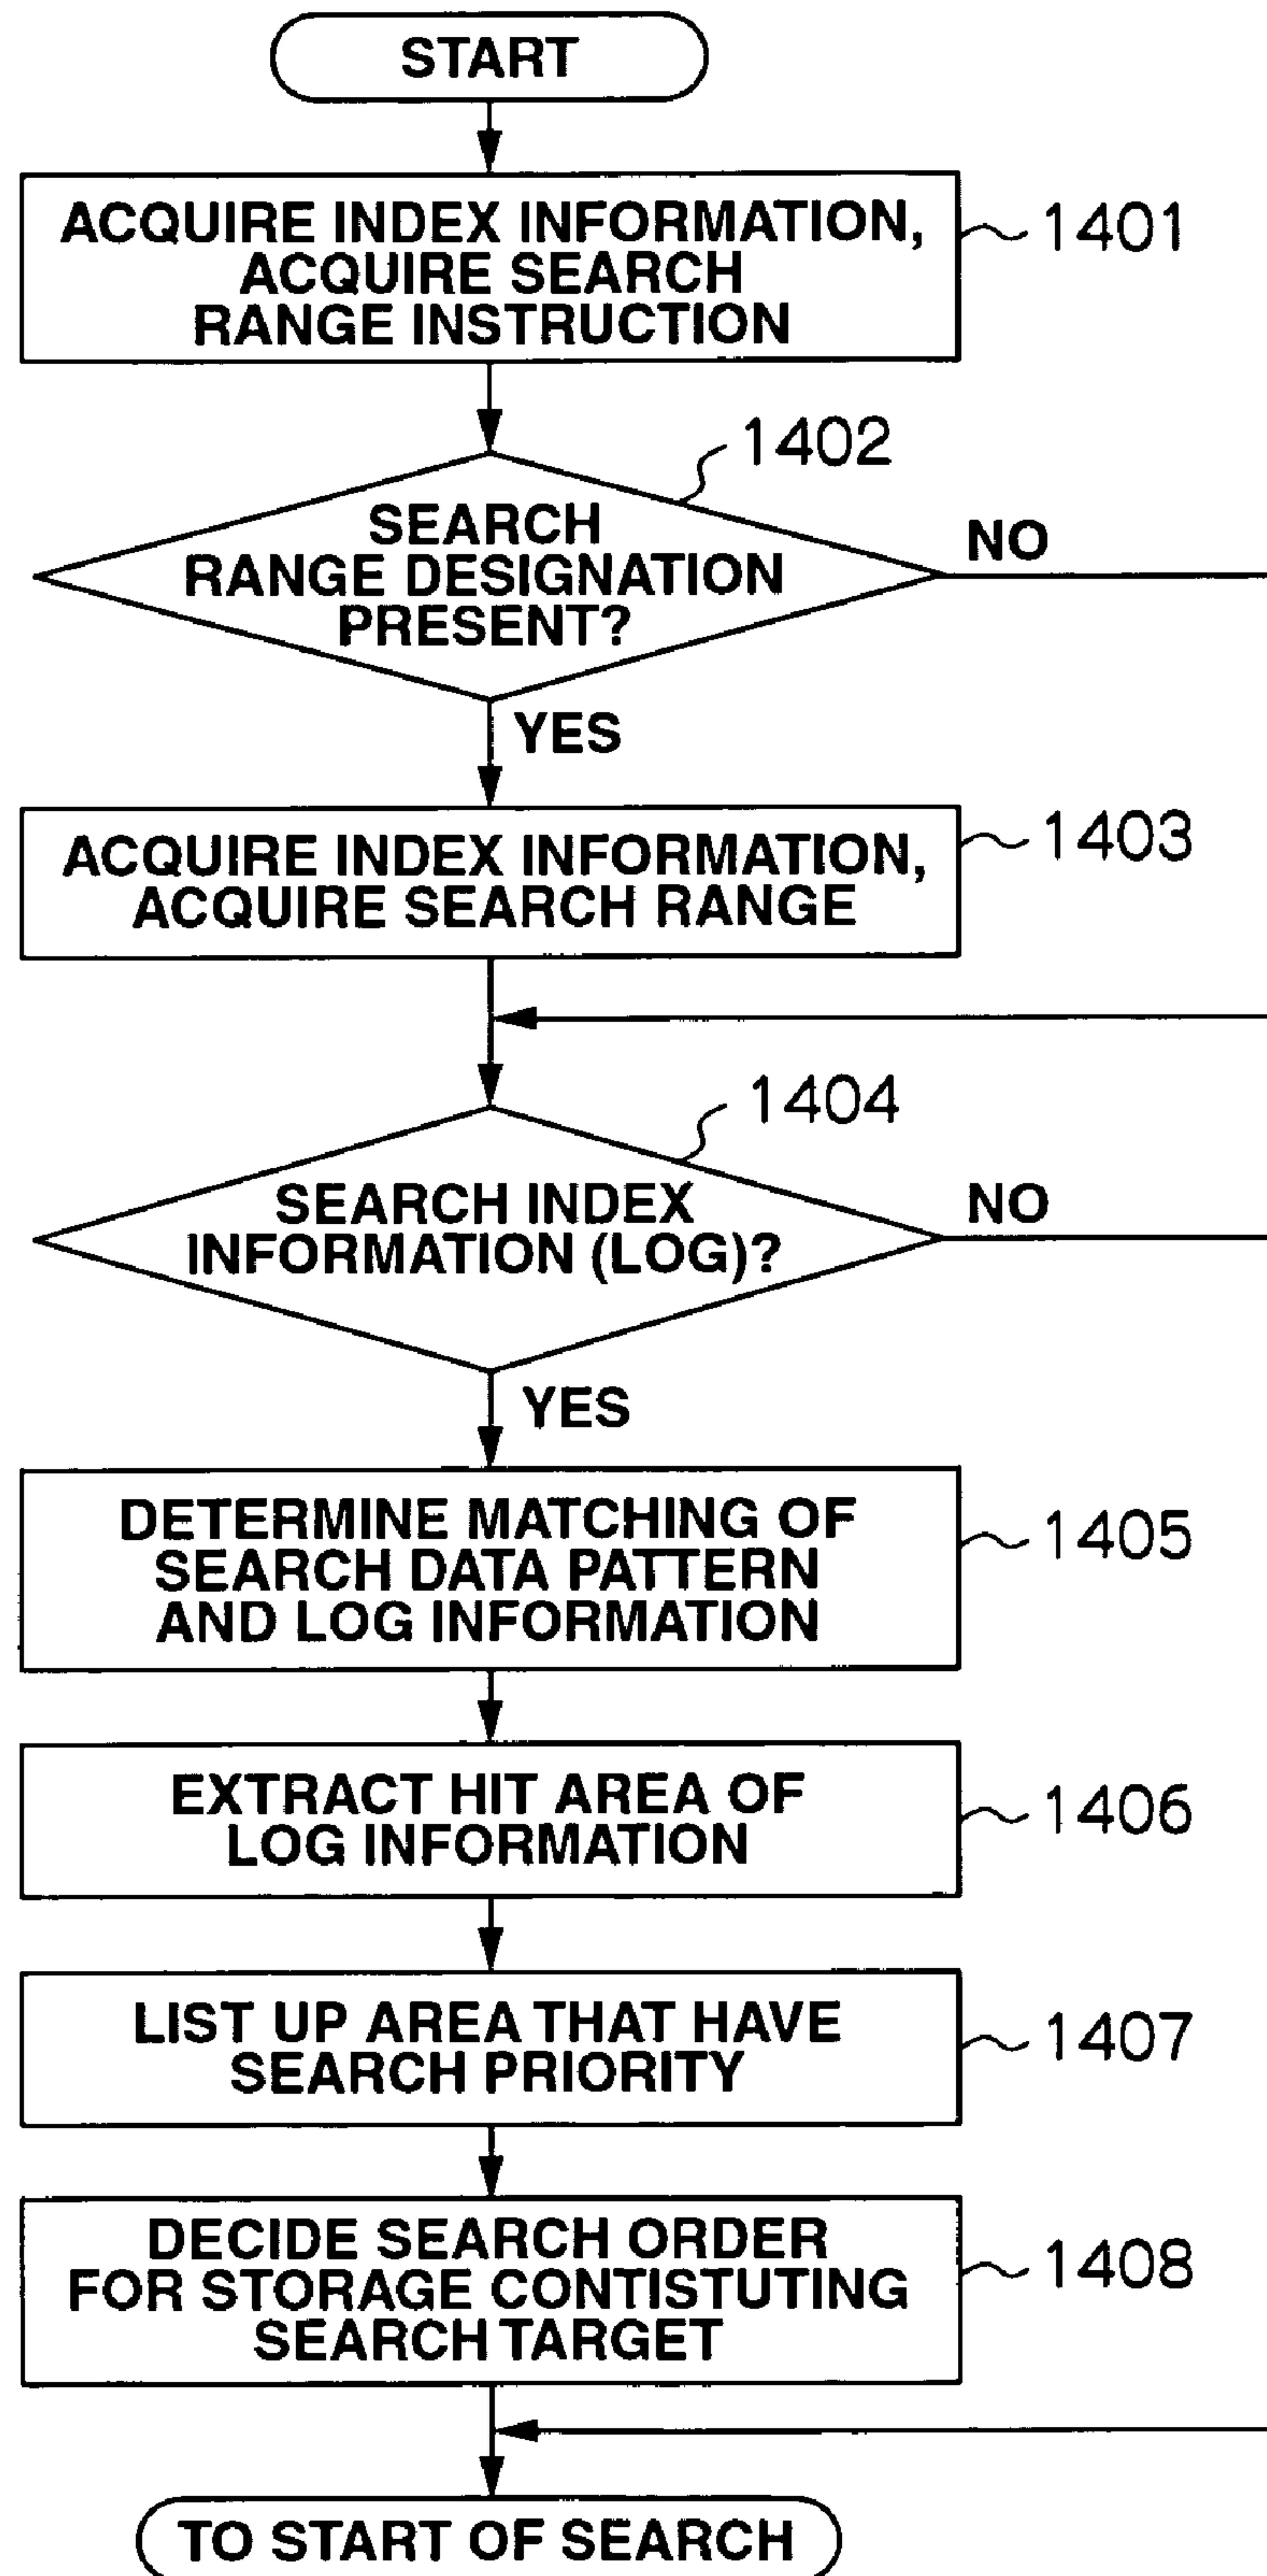 START
ACQUIRE INDEX INFORMATION,
ACQUIRE SEARCH
RANGE INSTRUCTION
1401
1402
SEARCH
RANGE DESIGNATION
PRESENT?
NO
YES
ACQUIRE INDEX INFORMATION,
ACQUIRE SEARCH RANGE
1403
1404
SEARCH INDEX
INFORMATION (LOG)?
NO
YES
DETERMINE MATCHING OF
SEARCH DATA PATTERN
AND LOG INFORMATION
1405
EXTRACT HIT AREA OF
LOG INFORMATION
1406
LIST UP AREA THAT HAVE
SEARCH PRIORITY
1407
DECIDE SEARCH ORDER
FOR STORAGE CONTISTUTING
SEARCH TARGET
1408
TO START OF SEARCH